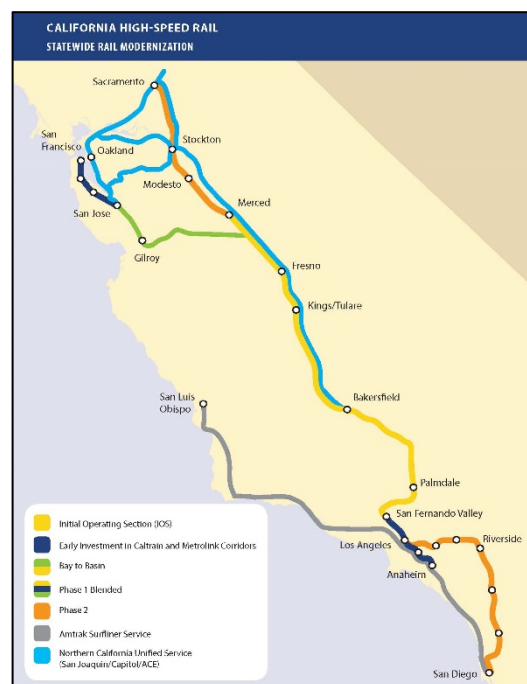 CALIFORNIA HIGH-SPEED RAIL
STATEWIDE RAIL MODERNIZATION
Sacramento
San
Francisco
Oakland
Stockton
Modesto
San Jose
Merced
Gilroy
Fresno
Kings/Tulare
San Luis
Obispo
Bakersfield
Palmdale
San Fernando Valley
Los Angeles
Riverside
Anaheim
San Diego
Initial Operating Section (IOS)
Early Investment in Caltrain and Metrolink Corridors
Bay to Basin
Phase 1 Blended
Phase 2
Amtrak Surfliner Service
Northern California Unified Service
(San Joaquin/Capitol/ACE)